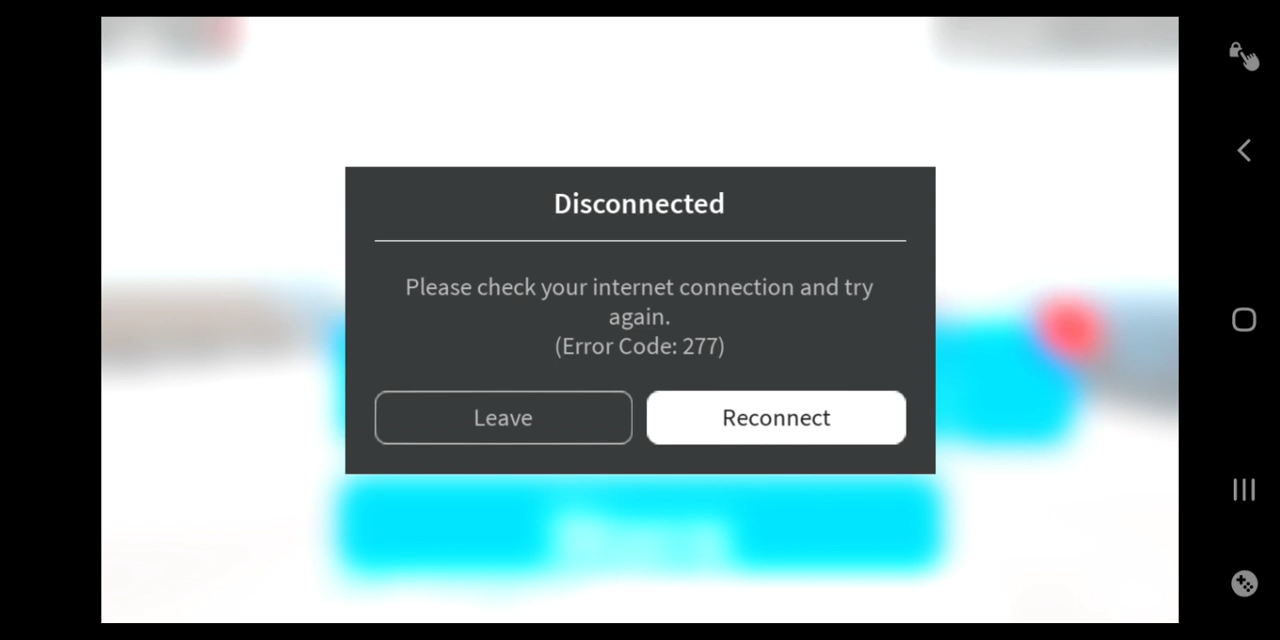 Disconnected
Please check your internet connection and try
again.
(Error Code: 277)
Leave
Reconnect